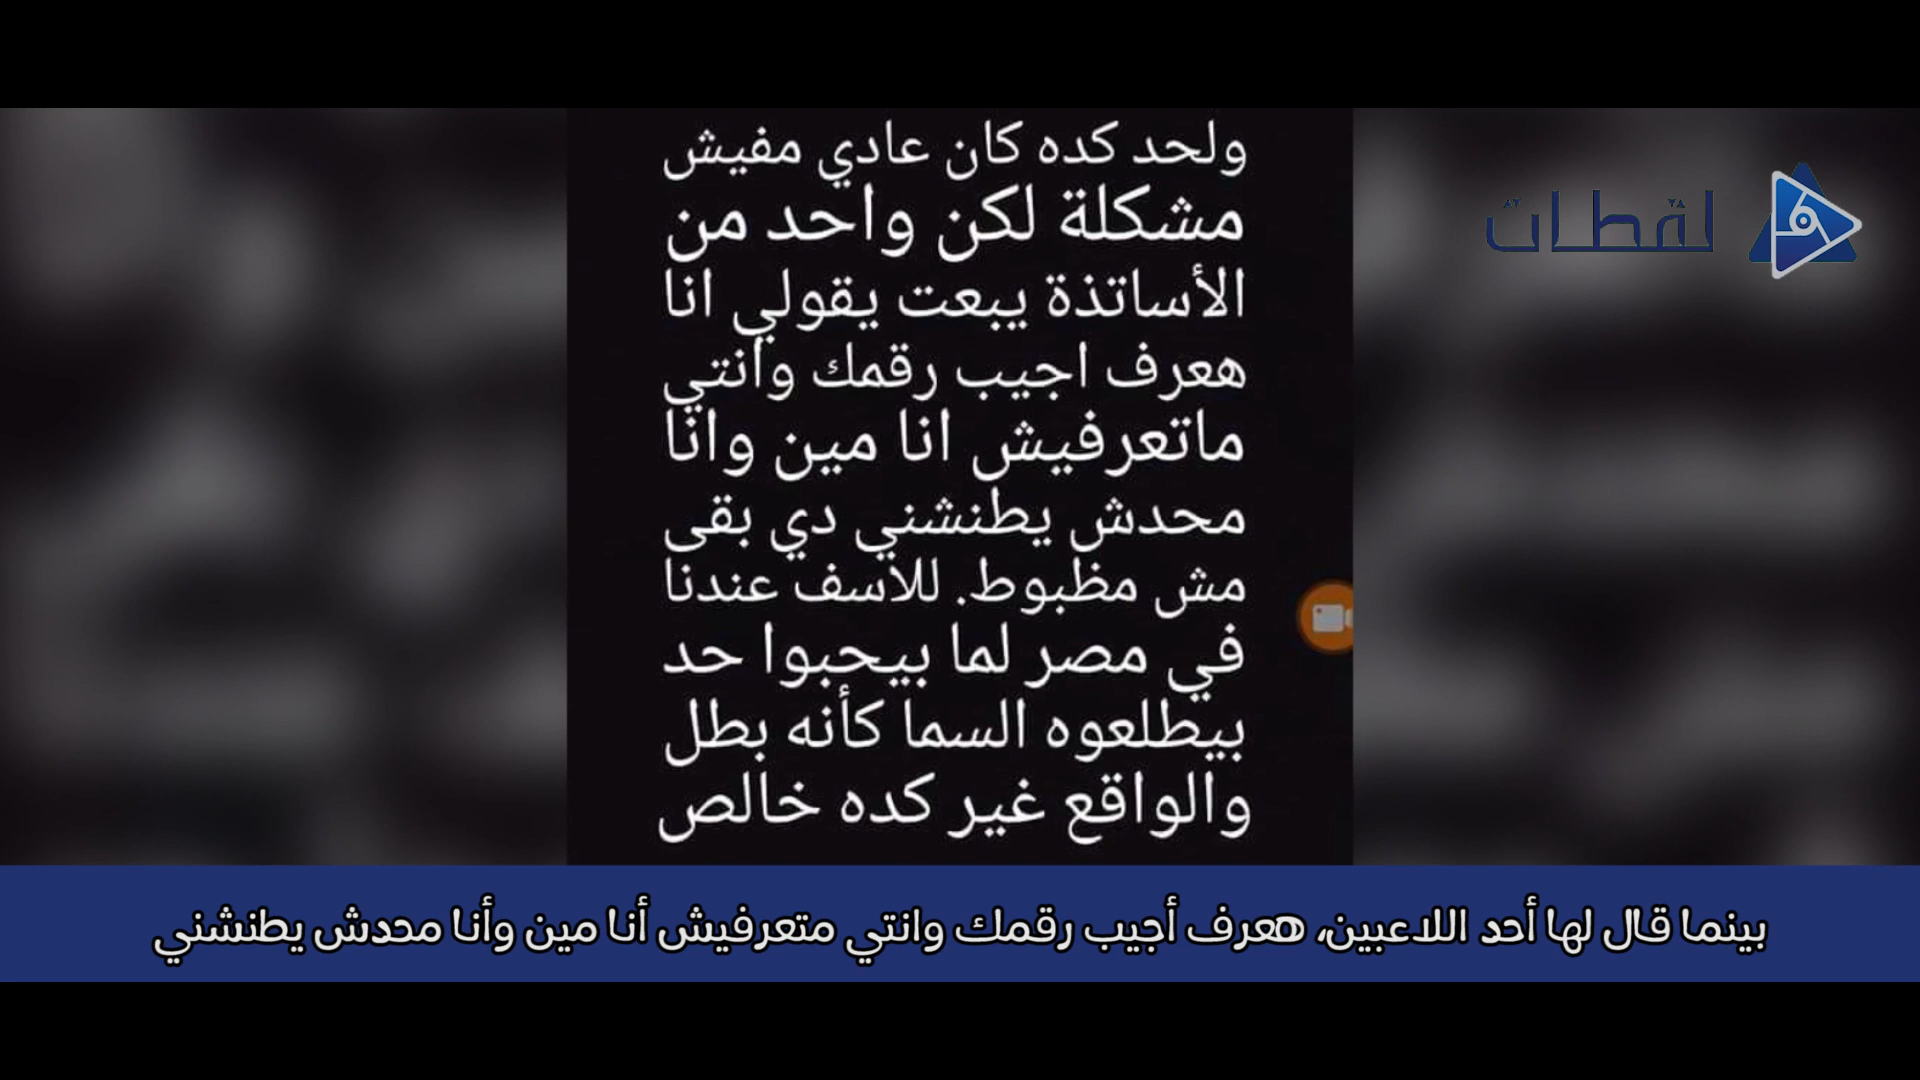 ولحد كده كان عادي مفيش
مشكلة لكن واحد من
الأساتذة يبعت يقولي انا
هعرف اجيب رقمك وانتي
ماتعرفيش انا مين وانا
محدش يطنشني دي بقى
مش مظبوط. للاسف عندنا
في مصر لما بيحبوا حد
بيطلعوه السما كأنه بطل
والواقع غير كده خالص
لقطات
بينما قال لها أحد اللاعبين، هعرف أجيب رقمك وانتي متعرفيش أنا مين وأنا محدش يطنشني